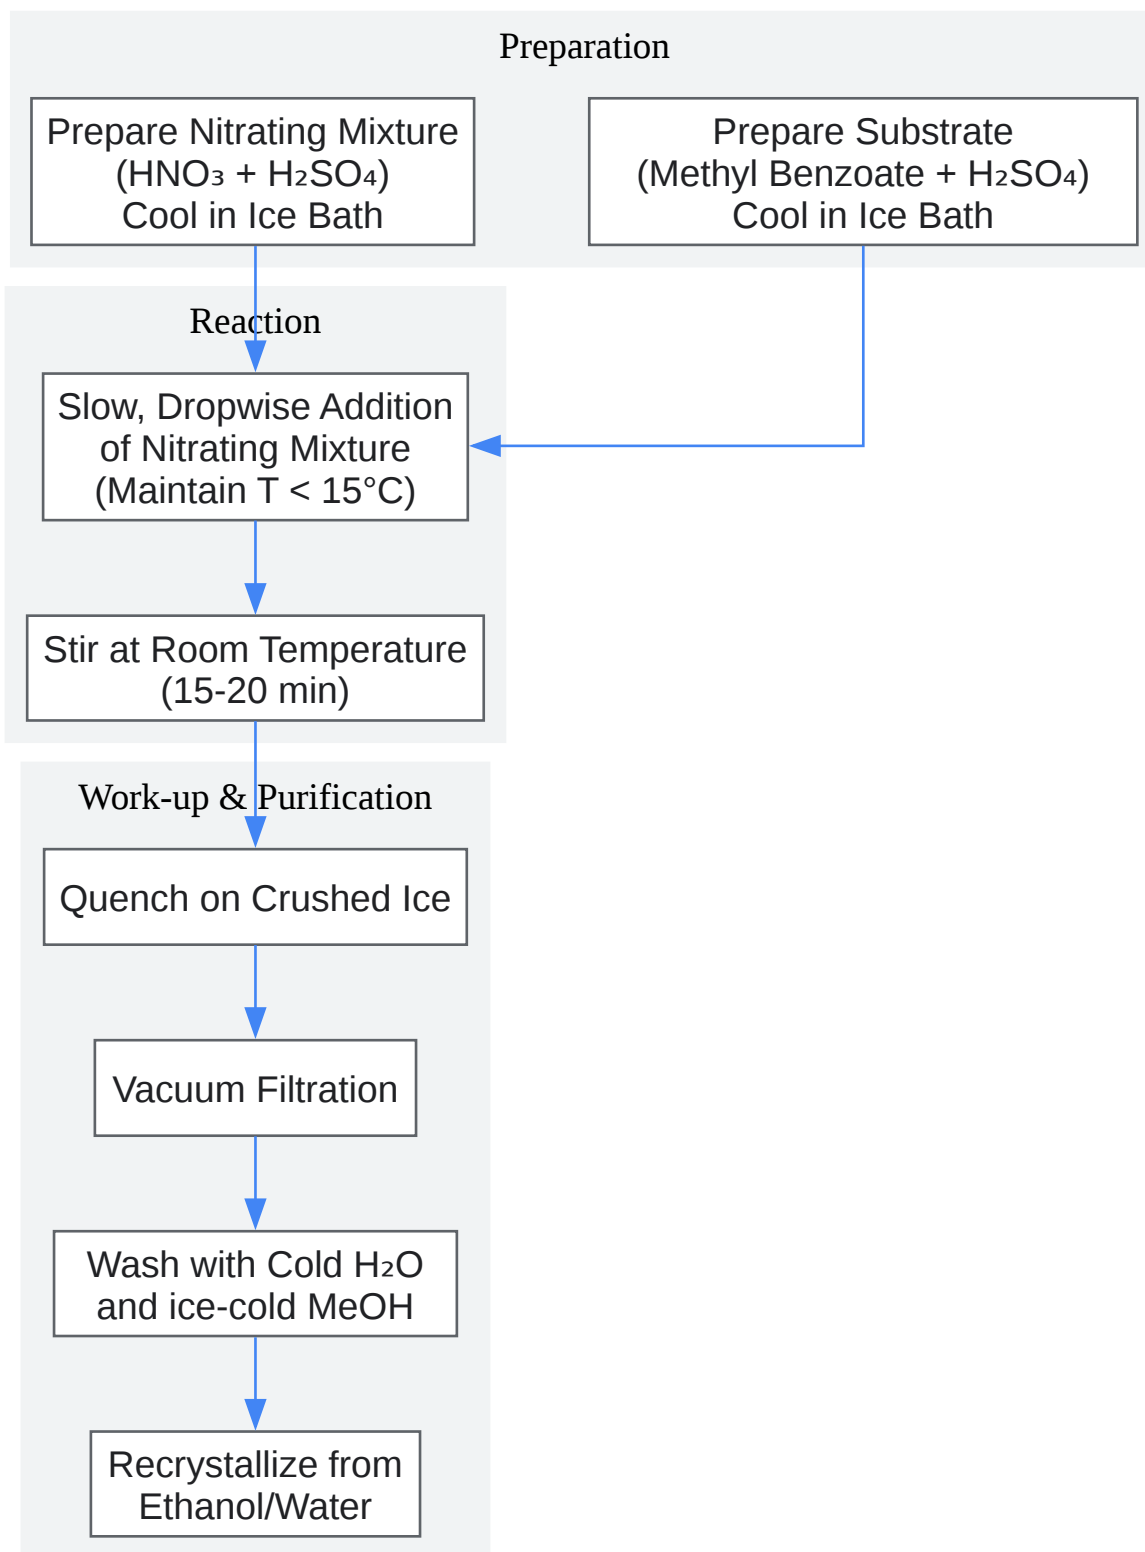 Preparation
Prepare Nitrating Mixture
(HNO₃ + H₂SO₄)
Cool in Ice Bath
Prepare Substrate
(Methyl Benzoate + H₂SO₄)
Cool in Ice Bath
Reaction
Slow, Dropwise Addition
of Nitrating Mixture
(Maintain T < 15°C)
Stir at Room Temperature
(15-20 min)
Work-up & Purification
Quench on Crushed Ice
Vacuum Filtration
Wash with Cold H₂O
and ice-cold MeOH
Recrystallize from
Ethanol/Water